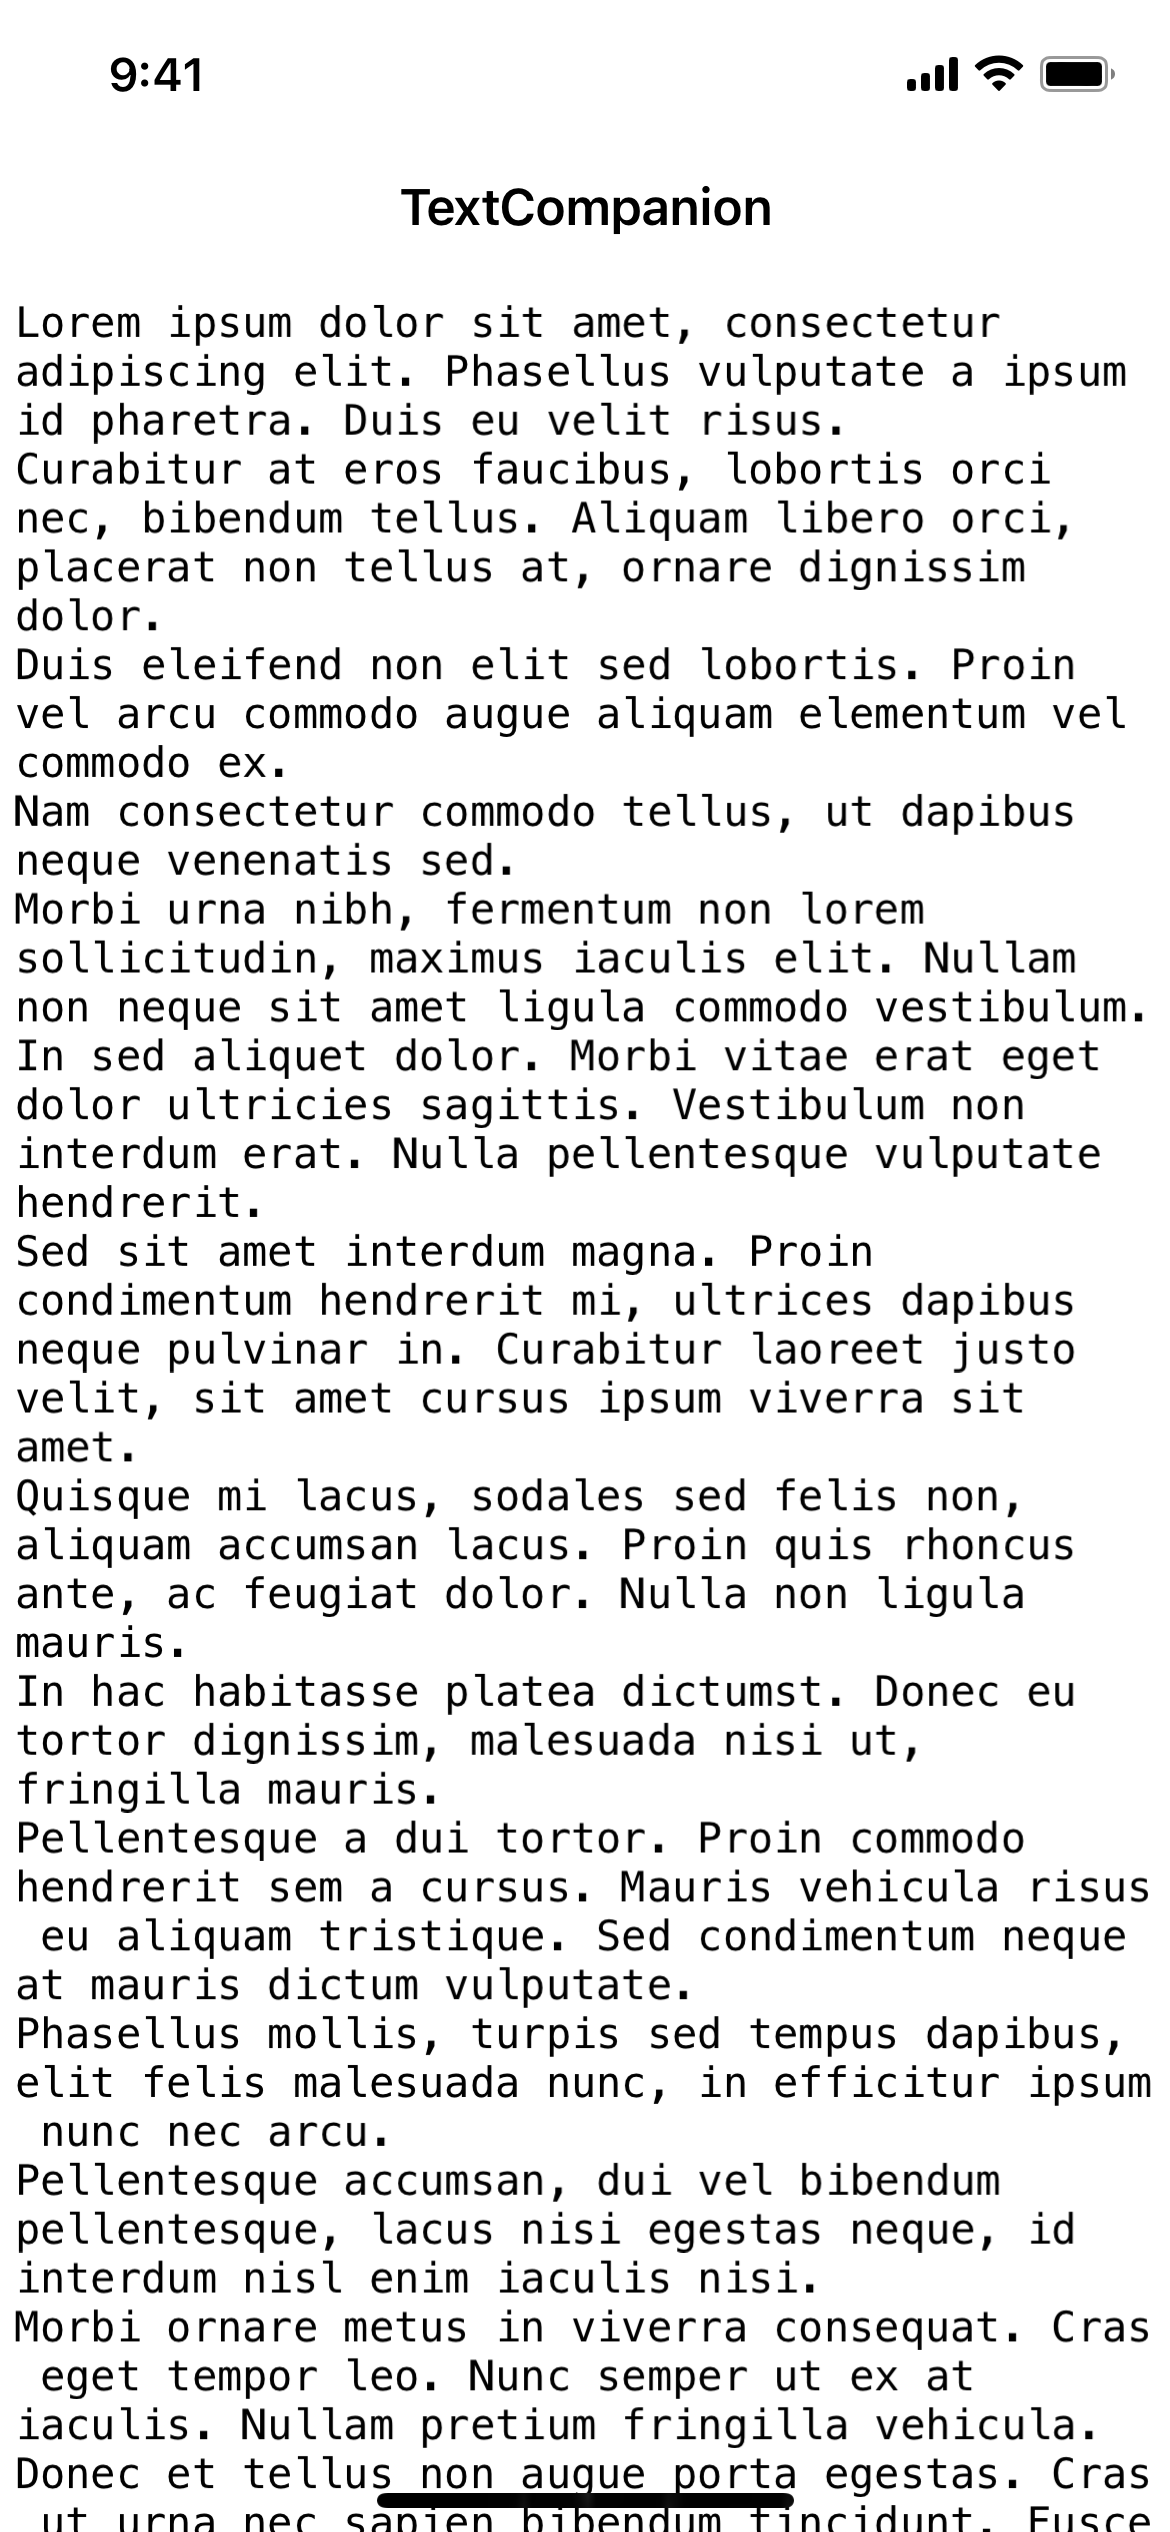 9:41
TextCompanion
Lorem ipsum dolor sit amet, consectetur
adipiscing elit. Phasellus vulputate a ipsum
id pharetra. Duis eu velit risus.
Curabitur at eros faucibus, lobortis orci
nec, bibendum tellus. Aliquam libero orci,
placerat non tellus at, ornare dignissim
dolor.
Duis eleifend non elit sed lobortis. Proin
vel arcu commodo augue aliquam elementum vel
commodo ex.
Nam consectetur commodo tellus, ut dapibus
neque venenatis sed.
Morbi urna nibh, fermentum non lorem
sollicitudin, maximus iaculis elit. Nullam
non neque sit amet ligula commodo vestibulum.
In sed aliquet dolor. Morbi vitae erat eget
dolor ultricies sagittis. Vestibulum non
interdum erat. Nulla pellentesque vulputate
hendrerit.
Sed sit amet interdum magna. Proin
condimentum hendrerit mi, ultrices dapibus
neque pulvinar in. Curabitur laoreet justo
velit, sit amet cursus ipsum viverra sit
amet.
Quisque mi lacus, sodales sed felis non,
aliquam accumsan lacus. Proin quis rhoncus
ante, ac feugiat dolor. Nulla non ligula
mauris.
In hac habitasse platea dictumst. Donec eu
tortor dignissim, malesuada nisi ut,
fringilla mauris.
Pellentesque a dui tortor. Proin commodo
hendrerit sem a cursus. Mauris vehicula risus
eu aliquam tristique. Sed condimentum neque
at mauris dictum vulputate.
Phasellus mollis, turpis sed tempus dapibus,
elit felis malesuada nunc, in efficitur ipsum
nunc nec arcu.
Pellentesque accumsan, dui vel bibendum
pellentesque, lacus nisi egestas neque, id
interdum nisl enim iaculis nisi.
Morbi ornare metus in viverra consequat. Cras
eget tempor leo. Nunc semper ut ex at
iaculis. Nullam pretium fringilla vehicula.
Donec et tellus non augue porta egestas. Cras
ut urna nec sapien bibendum tincidunt. Fusce